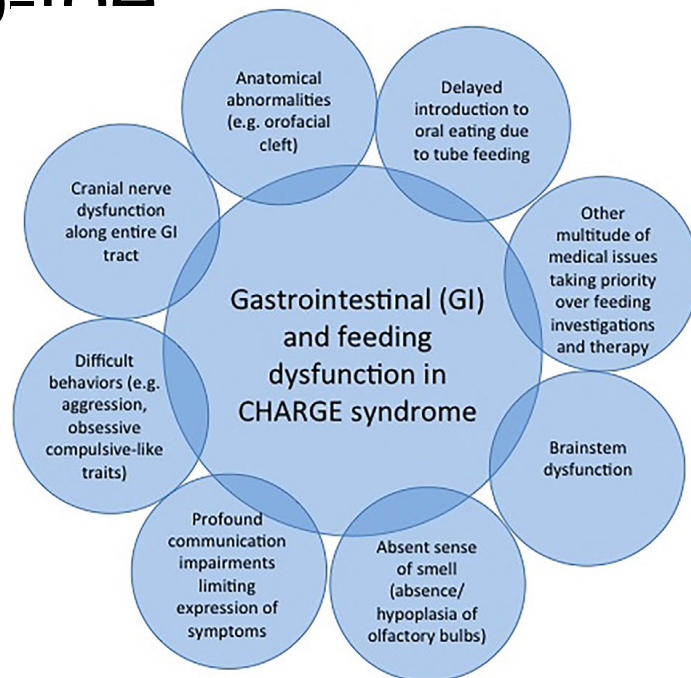 Anatomical
abnormalities
(e.g. orofacial
cleft)
Delayed
introduction to
oral eating due
to tube feeding
Cranial nerve
dysfunction
along entire GI
tract
Other
multitude of
medical issues
taking priority
over feeding
investigations
and therapy
Gastrointestinal (GI)
and feeding
dysfunction in
CHARGE syndrome
Difficult
behaviors (e.g.
aggression,
obsessive
compulsive-like
traits)
Brainstem
dysfunction
Profound
communication
impairments
limiting
expression of
symptoms
Absent sense
of smell
(absence/
hypoplasia of
olfactory bulbs)